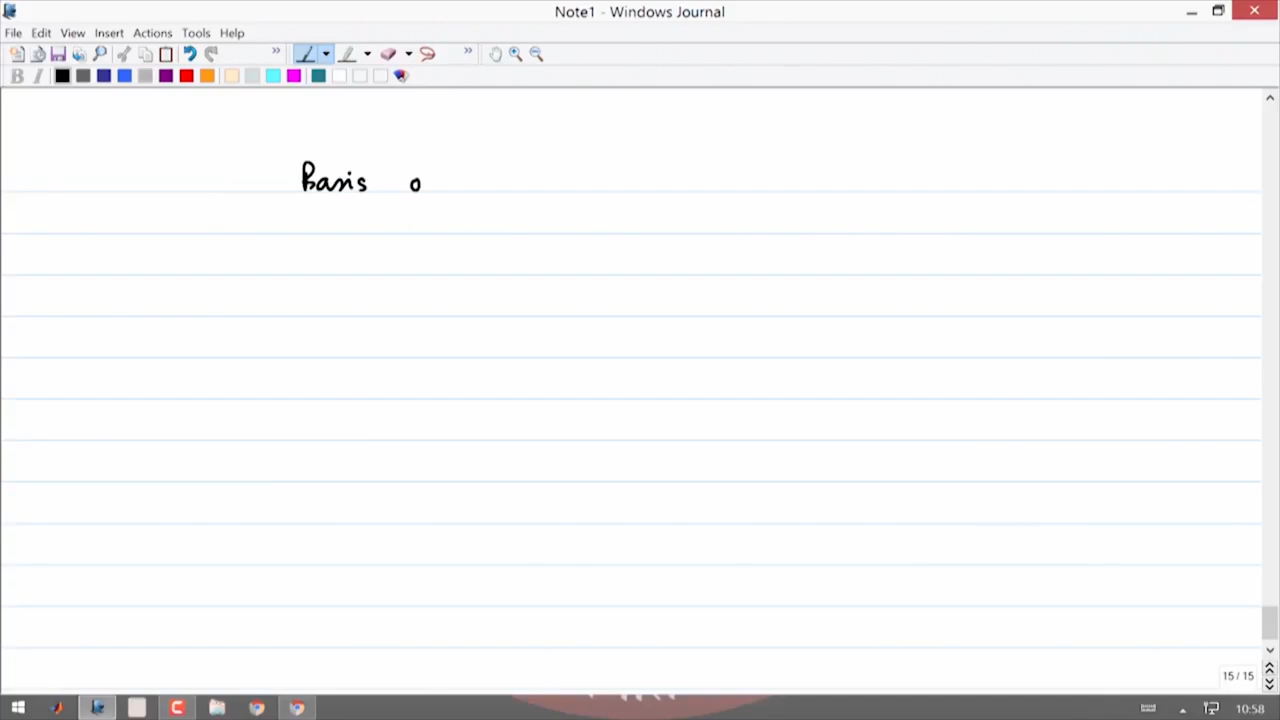 Note1 - Windows Journal
File Edit View Insert Actions Tools Help
B I
Basis o
15 / 15
10:58